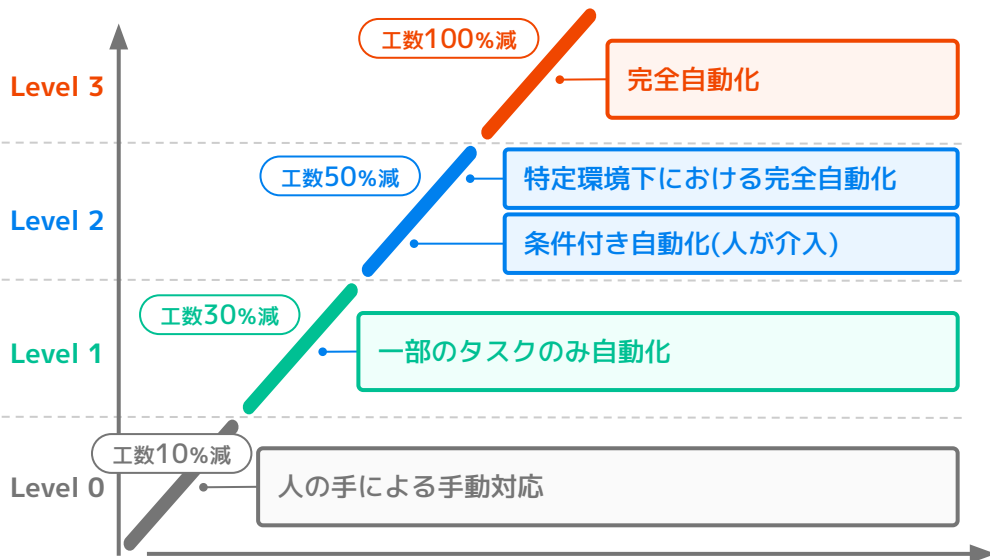 工数100%減
Level 3
完全自動化
工数50%減
特定環境下における完全自動化
Level 2
条件付き自動化(人が介入)
工数30%減
Level 1
一部のタスクのみ自動化
工数10%減
Level 0
人の手による手動対応